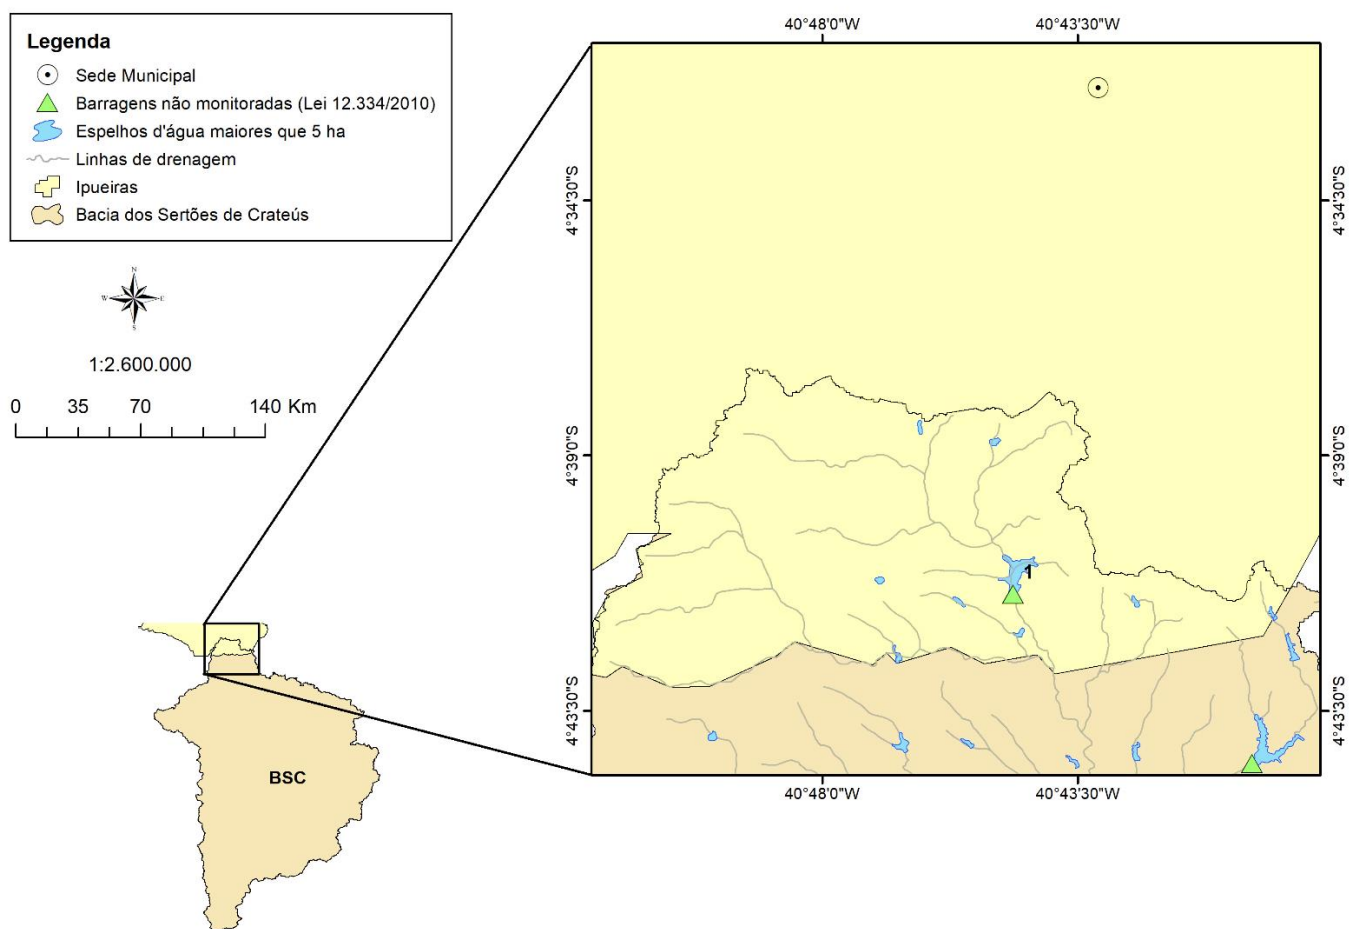 Legenda
Sede Municipal
Barragens não monitoradas (Lei 12.334/2010)
Espelhos d'água maiores que 5 ha
Linhas de drenagem
Ipueiras
Bacia dos Sertões de Crateús
N
W
E
S
1:2.600.000
0 35 70 140 Km
BSC
40°48'0"W 40°43'30"W
4°34'30"S 4°34'30"S
4°39'0"S 4°39'0"S
1
4°43'30"S 4°43'30"S
40°48'0"W 40°43'30"W